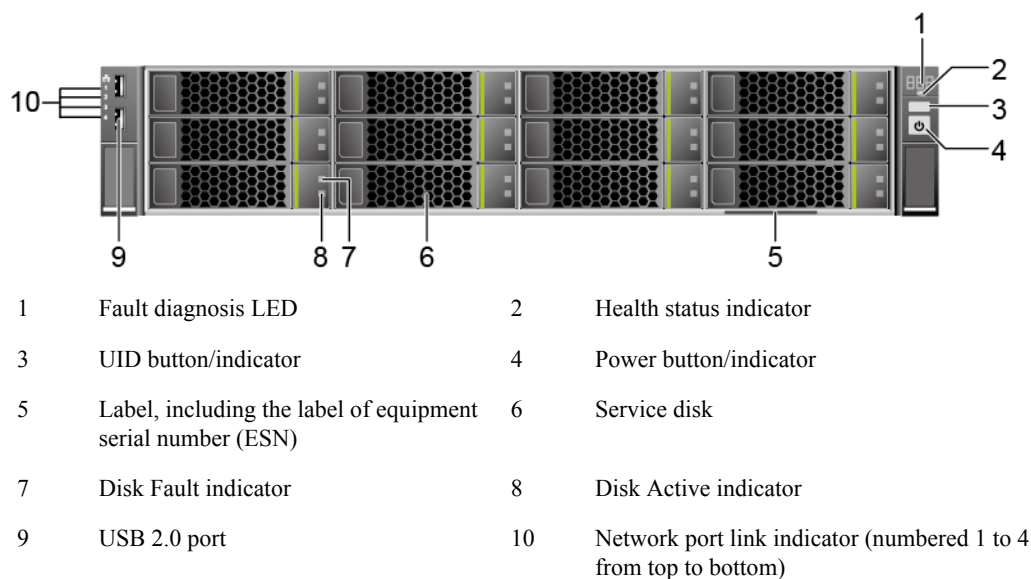 1
2
10
3
4
9
8 7
6
5
1 Fault diagnosis LED 2 Health status indicator
3 UID button/indicator 4 Power button/indicator
5 Label, including the label of equipment 6 Service disk
serial number (ESN)
7 Disk Fault indicator 8 Disk Active indicator
9 USB 2.0 port 10 Network port link indicator (numbered 1 to 4
from top to bottom)